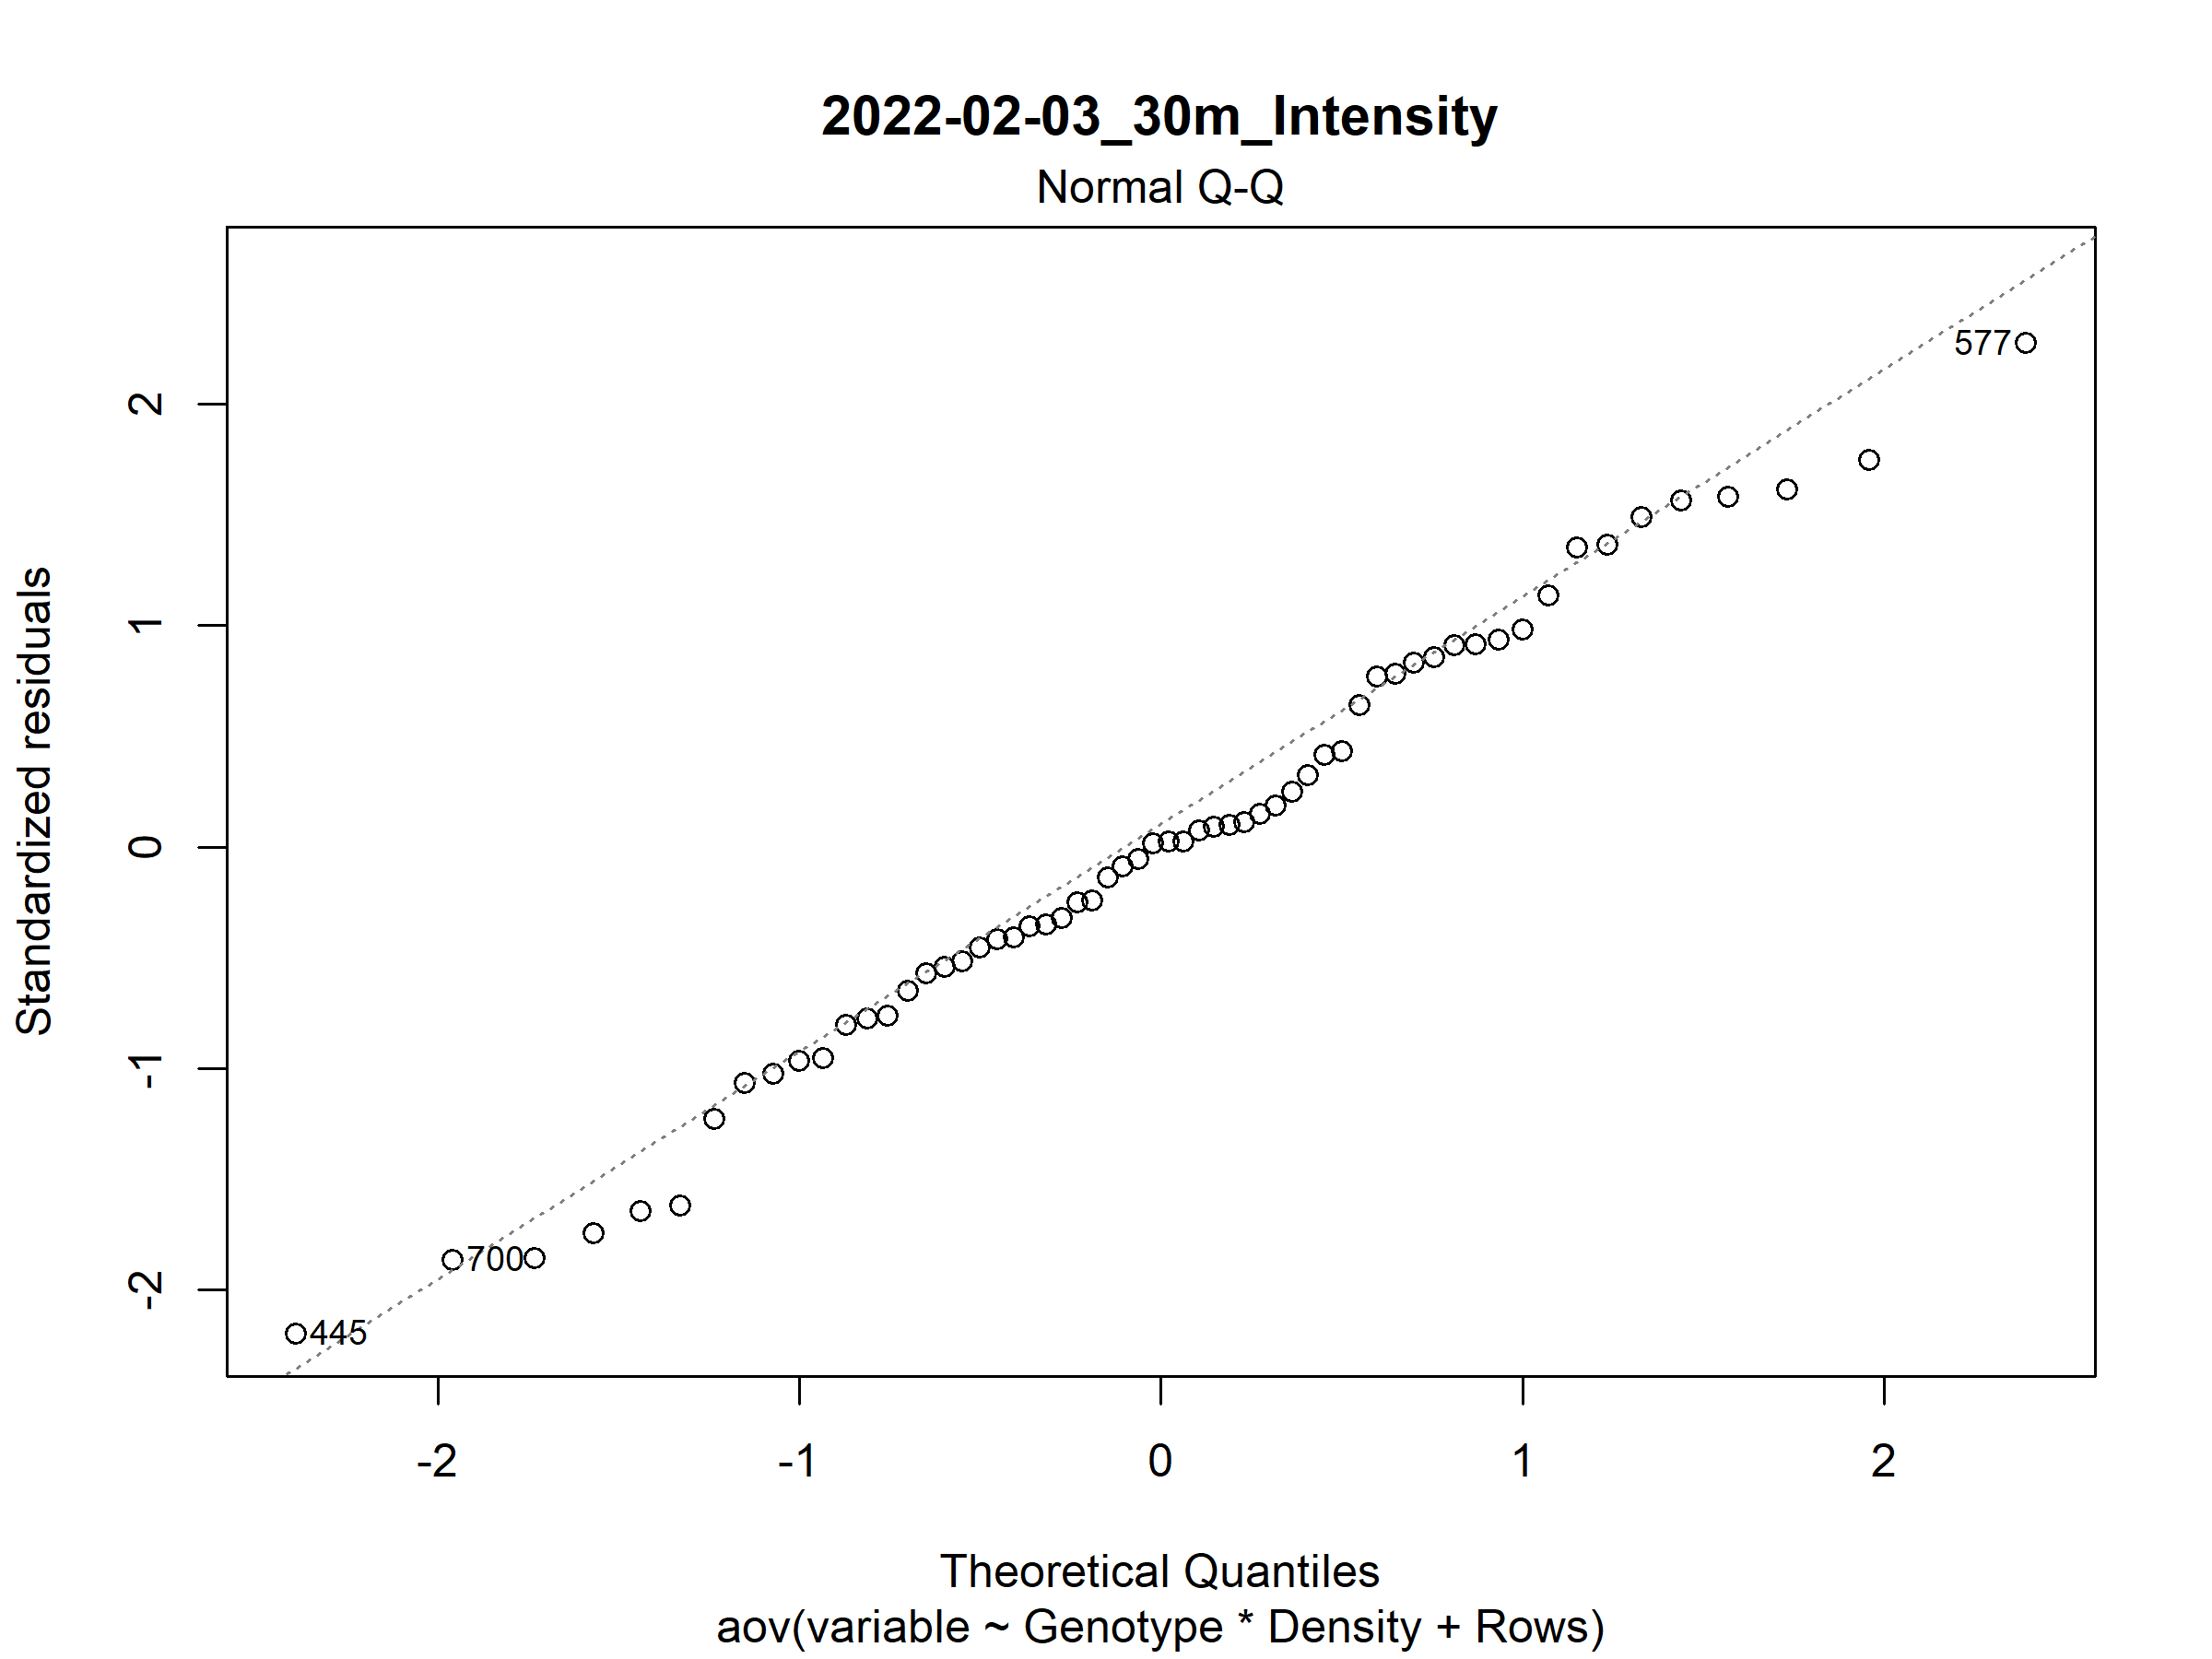 2022-02-03_30m_Intensity
Normal Q-Q
Standardized residuals
2
1
0
-1
-2
577
700
445
-2
-1
0
1
2
Theoretical Quantiles
aov(variable ~ Genotype * Density + Rows)